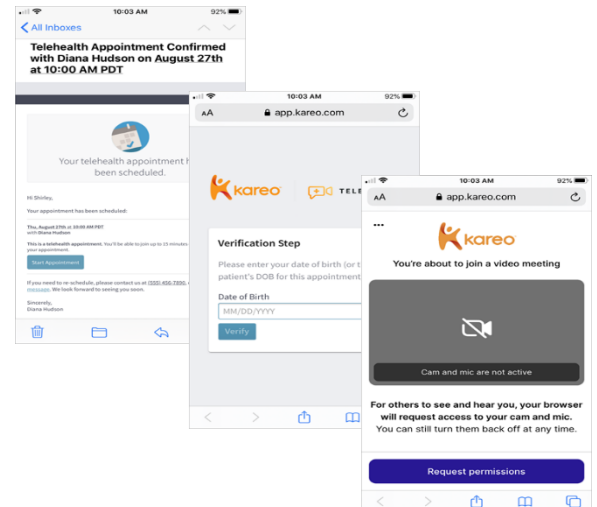 10:03 AM
92%
All Inboxes
Telehealth Appointment Confirmed
with Diana Hudson on August 27th
at 10:00 AM PDT
Your telehealth appointment h
been scheduled.
Hi Shirley,
Your appointment has been scheduled:
Thu, August 27th at 10:00 AM PDT
with Diana Hudson
This is a telehealth appointment. You'll be able to join up to 15 minutes
your appointment.
Start Appointment
If you need to re-schedule, please contact us at (555) 456-7890,
message. We look forward to seeing you soon.
Sincerely,
Diana Hudson
10:03 AM
92%
AA
app.kareo.com
kareo
TELE
Verification Step
Please enter your date of birth (or t
patient's DOB for this appointment
Date of Birth
MM/DD/YYYY
Verify
10:03 AM
92%
AA
app.kareo.com
kareo
You're about to join a video meeting
Cam and mic are not active
For others to see and hear you, your browser
will request access to your cam and mic.
You can still turn them back off at any time.
Request permissions